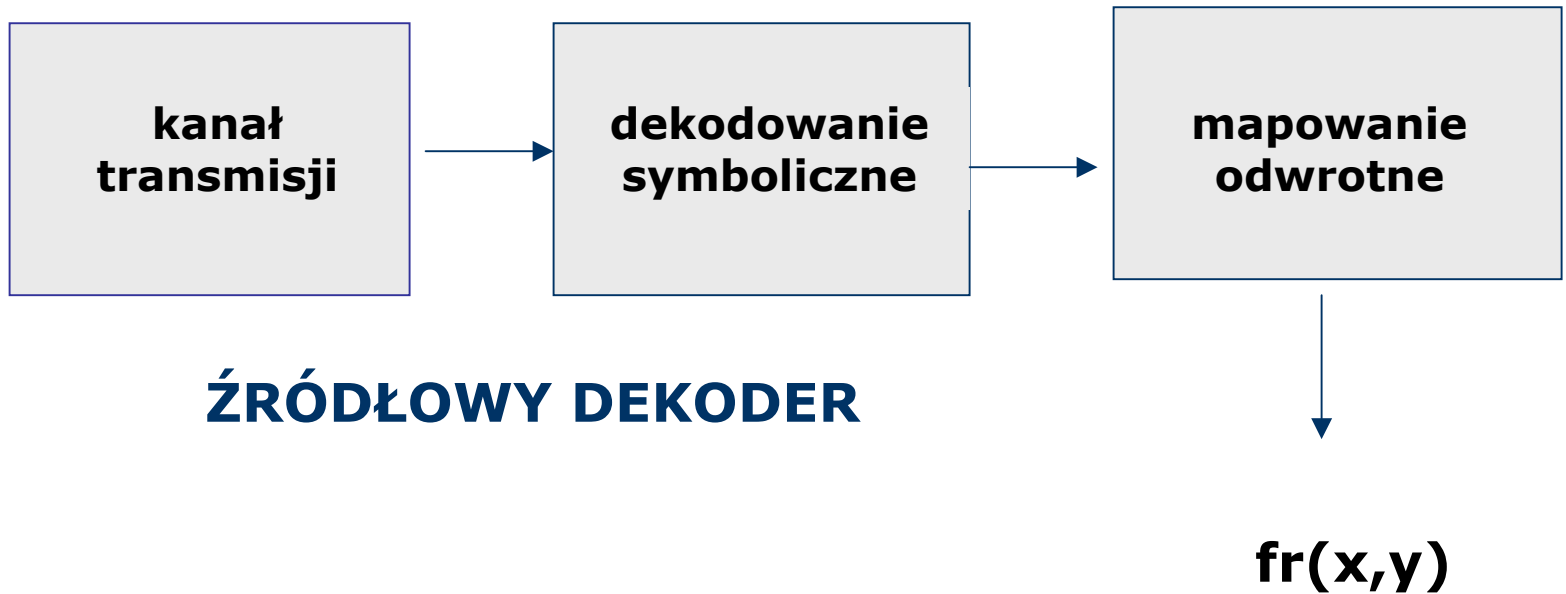 kanał
transmisji
dekodowanie
symboliczne
mapowanie
odwrotne
ŹRÓDŁOWY DEKODER
fr(x,y)